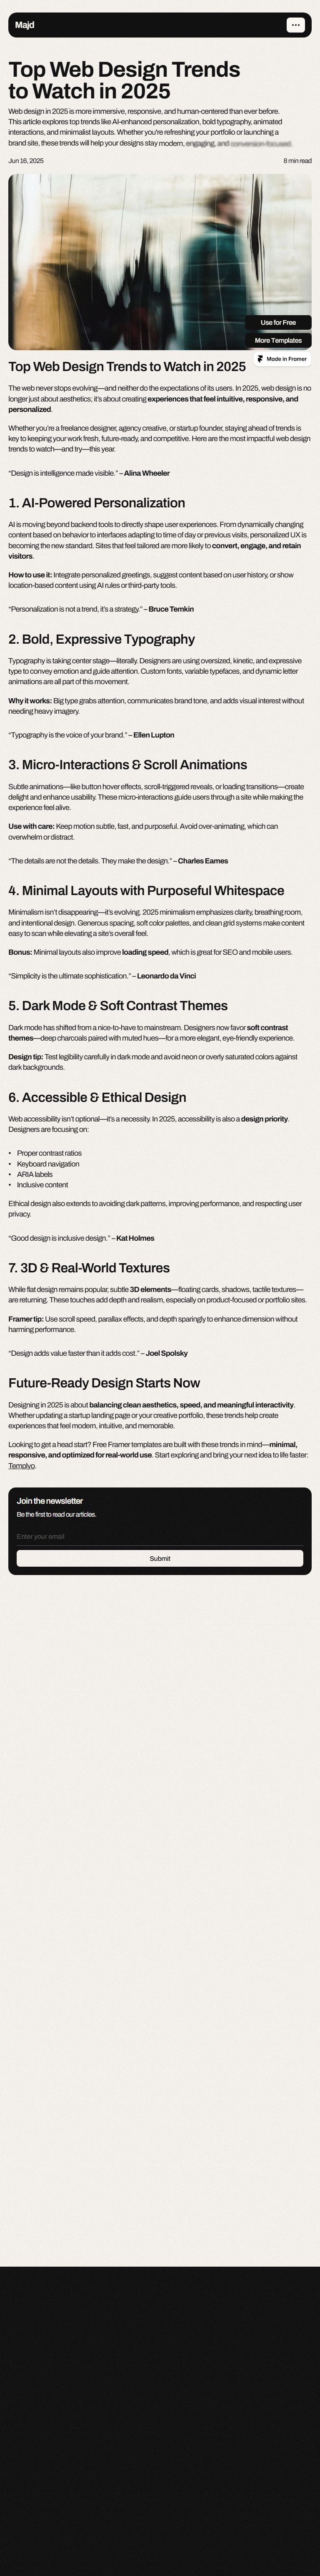 Majd
Top Web Design Trends
to Watch in 2025
Web design in 2025 is more immersive, responsive, and human-centered than ever before.
This article explores top trends like AI-enhanced personalization, bold typography, animated
interactions, and minimalist layouts. Whether you're refreshing your portfolio or launching a
brand site, these trends will help your designs stay modern, engaging, and conversion-focused.
Jun 16, 2025
8 min read
Use for Free
More Templates
Made in Framer
Top Web Design Trends to Watch in 2025
The web never stops evolving—and neither do the expectations of its users. In 2025, web design is no
longer just about aesthetics; it's about creating experiences that feel intuitive, responsive, and
personalized.
Whether you're a freelance designer, agency creative, or startup founder, staying ahead of trends is
key to keeping your work fresh, future-ready, and competitive. Here are the most impactful web design
trends to watch—and try—this year.
“Design is intelligence made visible.” – Alina Wheeler
1. AI-Powered Personalization
AI is moving beyond backend tools to directly shape user experiences. From dynamically changing
content based on behavior to interfaces adapting to time of day or previous visits, personalized UX is
becoming the new standard. Sites that feel tailored are more likely to convert, engage, and retain
visitors.
How to use it: Integrate personalized greetings, suggest content based on user history, or show
location-based content using AI rules or third-party tools.
“Personalization is not a trend, it's a strategy.” – Bruce Temkin
2. Bold, Expressive Typography
Typography is taking center stage—literally. Designers are using oversized, kinetic, and expressive
type to convey emotion and guide attention. Custom fonts, variable typefaces, and dynamic letter
animations are all part of this movement.
Why it works: Big type grabs attention, communicates brand tone, and adds visual interest without
needing heavy imagery.
“Typography is the voice of your brand.” – Ellen Lupton
3. Micro-Interactions & Scroll Animations
Subtle animations—like button hover effects, scroll-triggered reveals, or loading transitions—create
delight and enhance usability. These micro-interactions guide users through a site while making the
experience feel alive.
Use with care: Keep motion subtle, fast, and purposeful. Avoid over-animating, which can
overwhelm or distract.
“The details are not the details. They make the design.” – Charles Eames
4. Minimal Layouts with Purposeful Whitespace
Minimalism isn't disappearing—it's evolving. 2025 minimalism emphasizes clarity, breathing room,
and intentional design. Generous spacing, soft color palettes, and clean grid systems make content
easy to scan while elevating a site's overall feel.
Bonus: Minimal layouts also improve loading speed, which is great for SEO and mobile users.
“Simplicity is the ultimate sophistication.” – Leonardo da Vinci
5. Dark Mode & Soft Contrast Themes
Dark mode has shifted from a nice-to-have to mainstream. Designers now favor soft contrast
themes—deep charcoals paired with muted hues—for a more elegant, eye-friendly experience.
Design tip: Test legibility carefully in dark mode and avoid neon or overly saturated colors against
dark backgrounds.
6. Accessible & Ethical Design
Web accessibility isn't optional—it's a necessity. In 2025, accessibility is also a design priority.
Designers are focusing on:
• Proper contrast ratios
• Keyboard navigation
• ARIA labels
• Inclusive content
Ethical design also extends to avoiding dark patterns, improving performance, and respecting user
privacy.
“Good design is inclusive design.” – Kat Holmes
7. 3D & Real-World Textures
While flat design remains popular, subtle 3D elements—floating cards, shadows, tactile textures—
are returning. These touches add depth and realism, especially on product-focused or portfolio sites.
Framer tip: Use scroll speed, parallax effects, and depth sparingly to enhance dimension without
harming performance.
“Design adds value faster than it adds cost.” – Joel Spolsky
Future-Ready Design Starts Now
Designing in 2025 is about balancing clean aesthetics, speed, and meaningful interactivity.
Whether updating a startup landing page or your creative portfolio, these trends help create
experiences that feel modern, intuitive, and memorable.
Looking to get a head start? Free Framer templates are built with these trends in mind—minimal,
responsive, and optimized for real-world use. Start exploring and bring your next idea to life faster:
Templyo.
Join the newsletter
Be the first to read our articles.
Enter your email
Submit